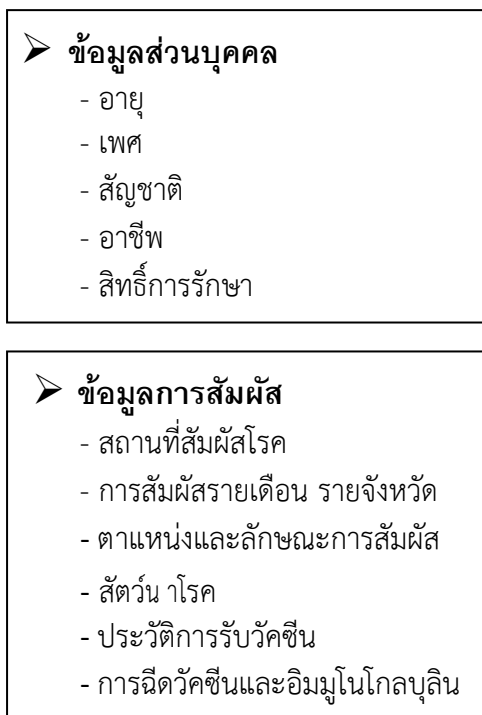 ➢ ข้อมูลส่วนบุคคล
- อายุ
- เพศ
- สัญชาติ
- อาชีพ
- สิทธิ์การรักษา
➢ ข้อมูลการสัมผัส
- สถานที่สัมผัสโรค
- การสัมผัสรายเดือน รายจังหวัด
- ตาแหน่งและลักษณะการสัมผัส
- สัตว์น าโรค
- ประวัติการรับวัคซีน
- การฉีดวัคซีนและอิมมูโนโกลบุลิน